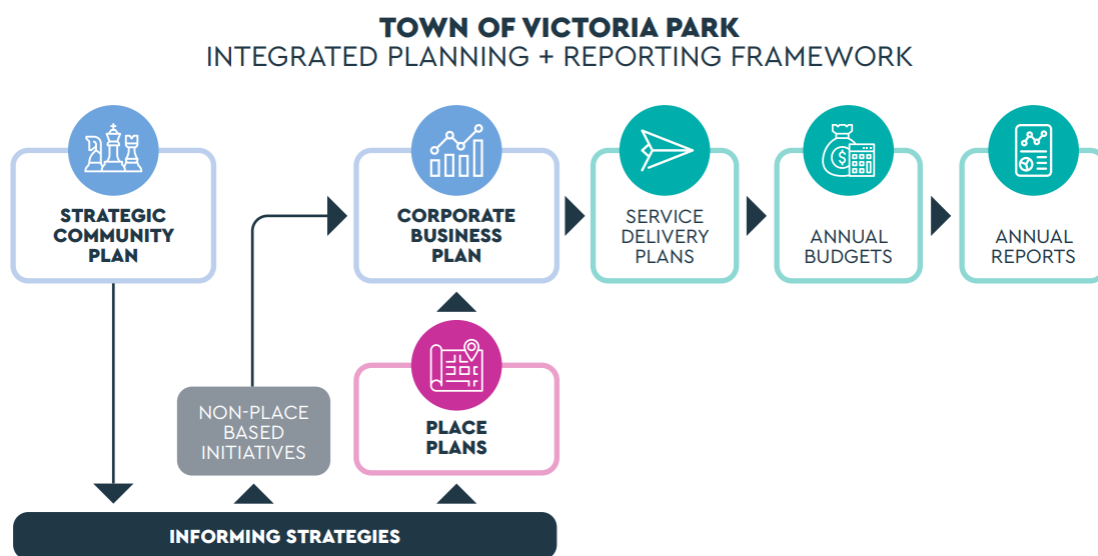 TOWN OF VICTORIA PARK
INTEGRATED PLANNING + REPORTING FRAMEWORK
STRATEGIC
COMMUNITY
PLAN
CORPORATE
BUSINESS
PLAN
SERVICE
DELIVERY
PLANS
ANNUAL
BUDGETS
ANNUAL
REPORTS
NON-PLACE
BASED
INITIATIVES
PLACE
PLANS
INFORMING STRATEGIES